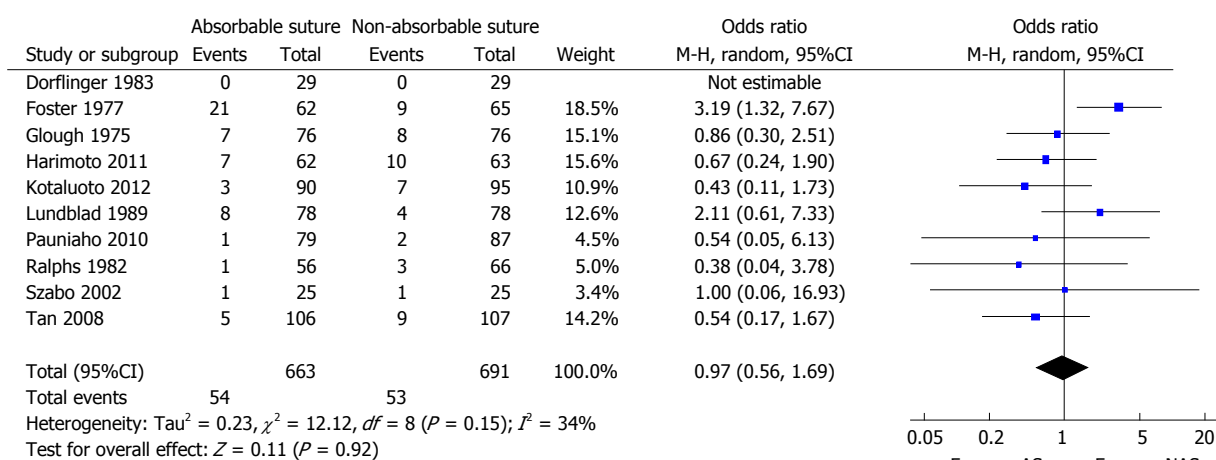 Absorbable suture Non-absorbable suture Odds ratio Odds ratio
Study or subgroup Events Total Events Total Weight M-H, random, 95%CI M-H, random, 95%CI
Dorflinger 1983 0 29 0 29 Not estimable
Foster 1977 21 62 9 65 18.5% 3.19 (1.32, 7.67)
Glough 1975 7 76 8 76 15.1% 0.86 (0.30, 2.51)
Harimoto 2011 7 62 10 63 15.6% 0.67 (0.24, 1.90)
Kotaluoto 2012 3 90 7 95 10.9% 0.43 (0.11, 1.73)
Lundblad 1989 8 78 4 78 12.6% 2.11 (0.61, 7.33)
Pauniaho 2010 1 79 2 87 4.5% 0.54 (0.05, 6.13)
Ralphs 1982 1 56 3 66 5.0% 0.38 (0.04, 3.78)
Szabo 2002 1 25 1 25 3.4% 1.00 (0.06, 16.93)
Tan 2008 5 106 9 107 14.2% 0.54 (0.17, 1.67)
Total (95%CI) 663 691 100.0% 0.97 (0.56, 1.69)
Total events 54 53
Heterogeneity: Tau² = 0.23, χ² = 12.12, df = 8 (P = 0.15); I² = 34%
Test for overall effect: Z = 0.11 (P = 0.92)
0.05 0.2 1 5 20